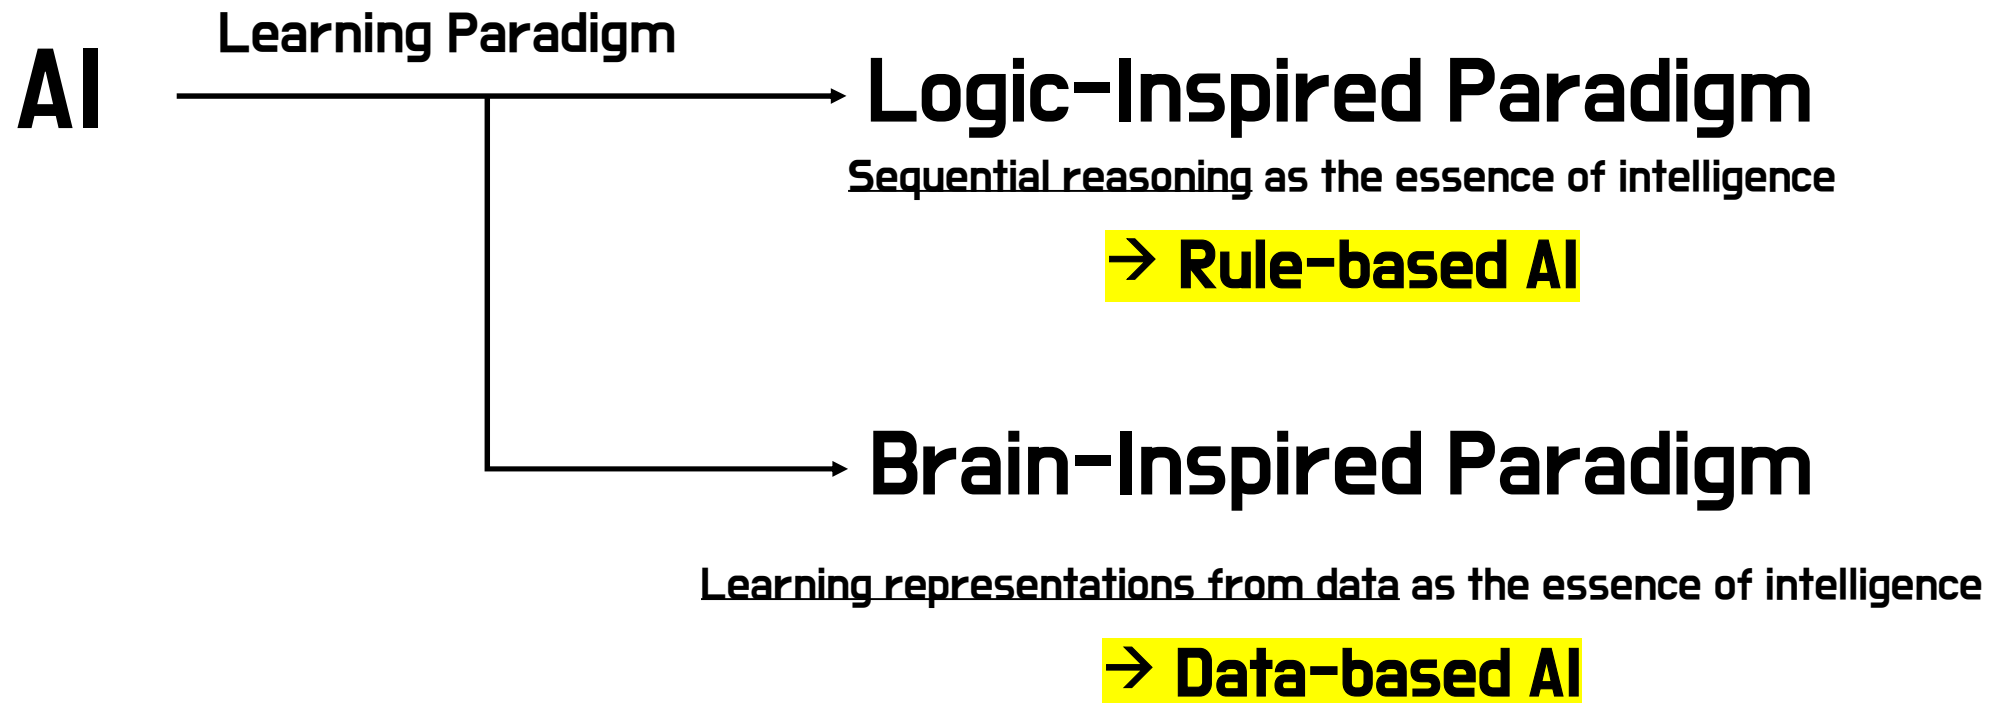 AI
Learning Paradigm
Logic-Inspired Paradigm
Sequential reasoning as the essence of intelligence
→ Rule-based AI
Brain-Inspired Paradigm
Learning representations from data as the essence of intelligence
→ Data-based AI